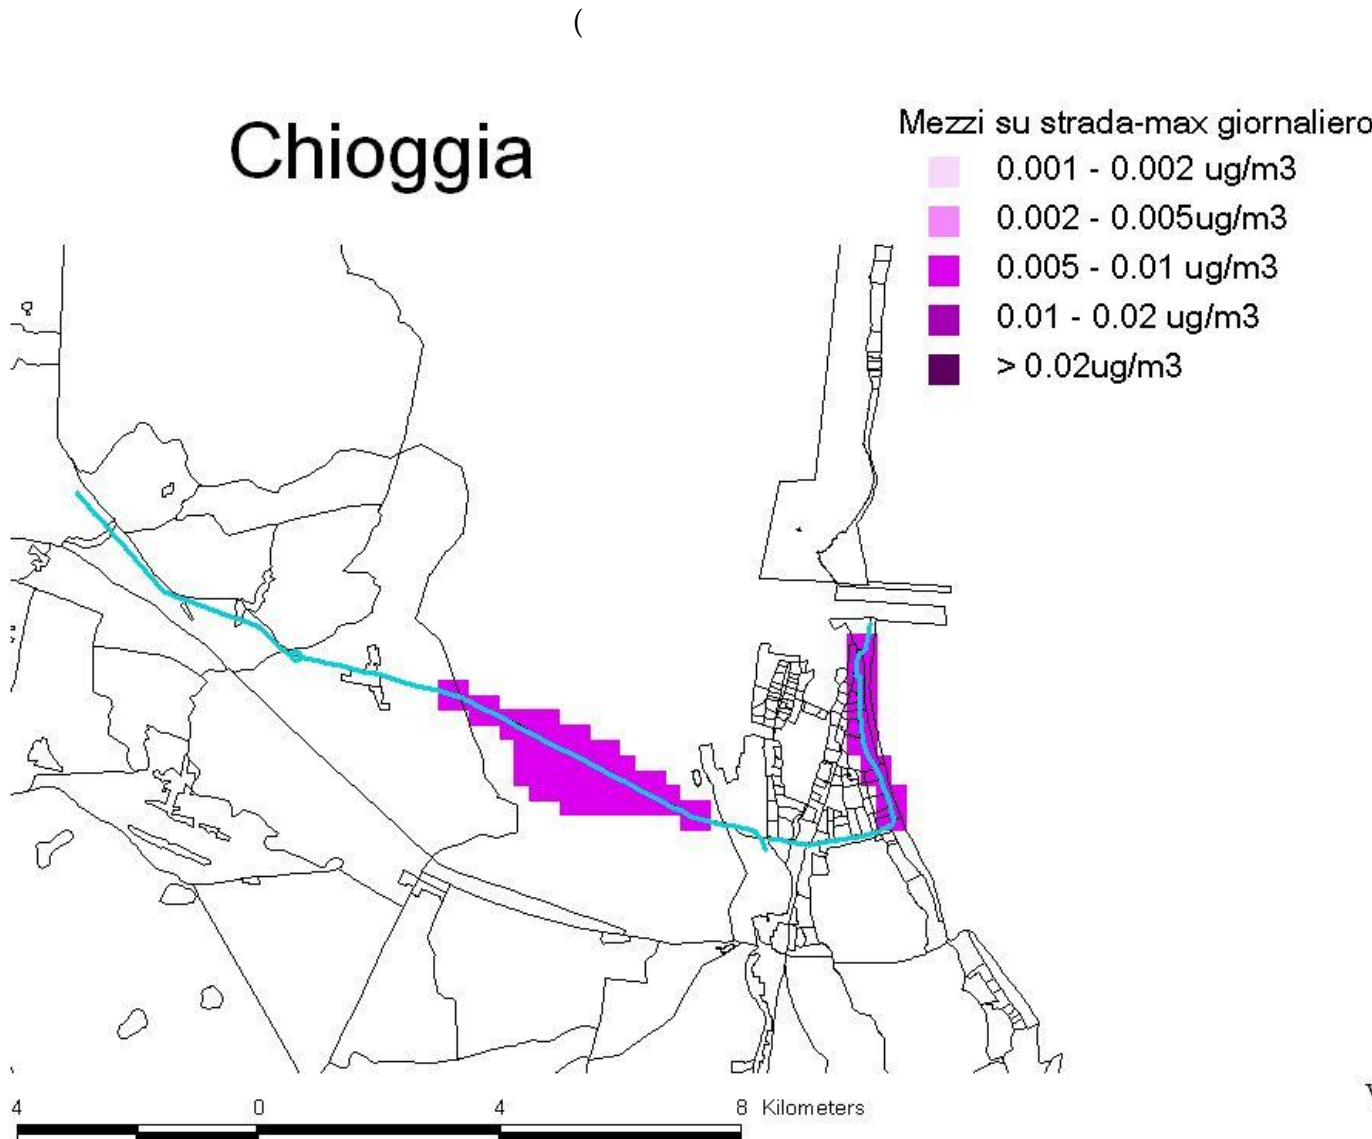 (
Chioggia
Mezzi su strada-max giornaliero
0.001 - 0.002 ug/m3
0.002 - 0.005ug/m3
0.005 - 0.01 ug/m3
0.01 - 0.02 ug/m3
> 0.02ug/m3
4 0 4 8 Kilometers